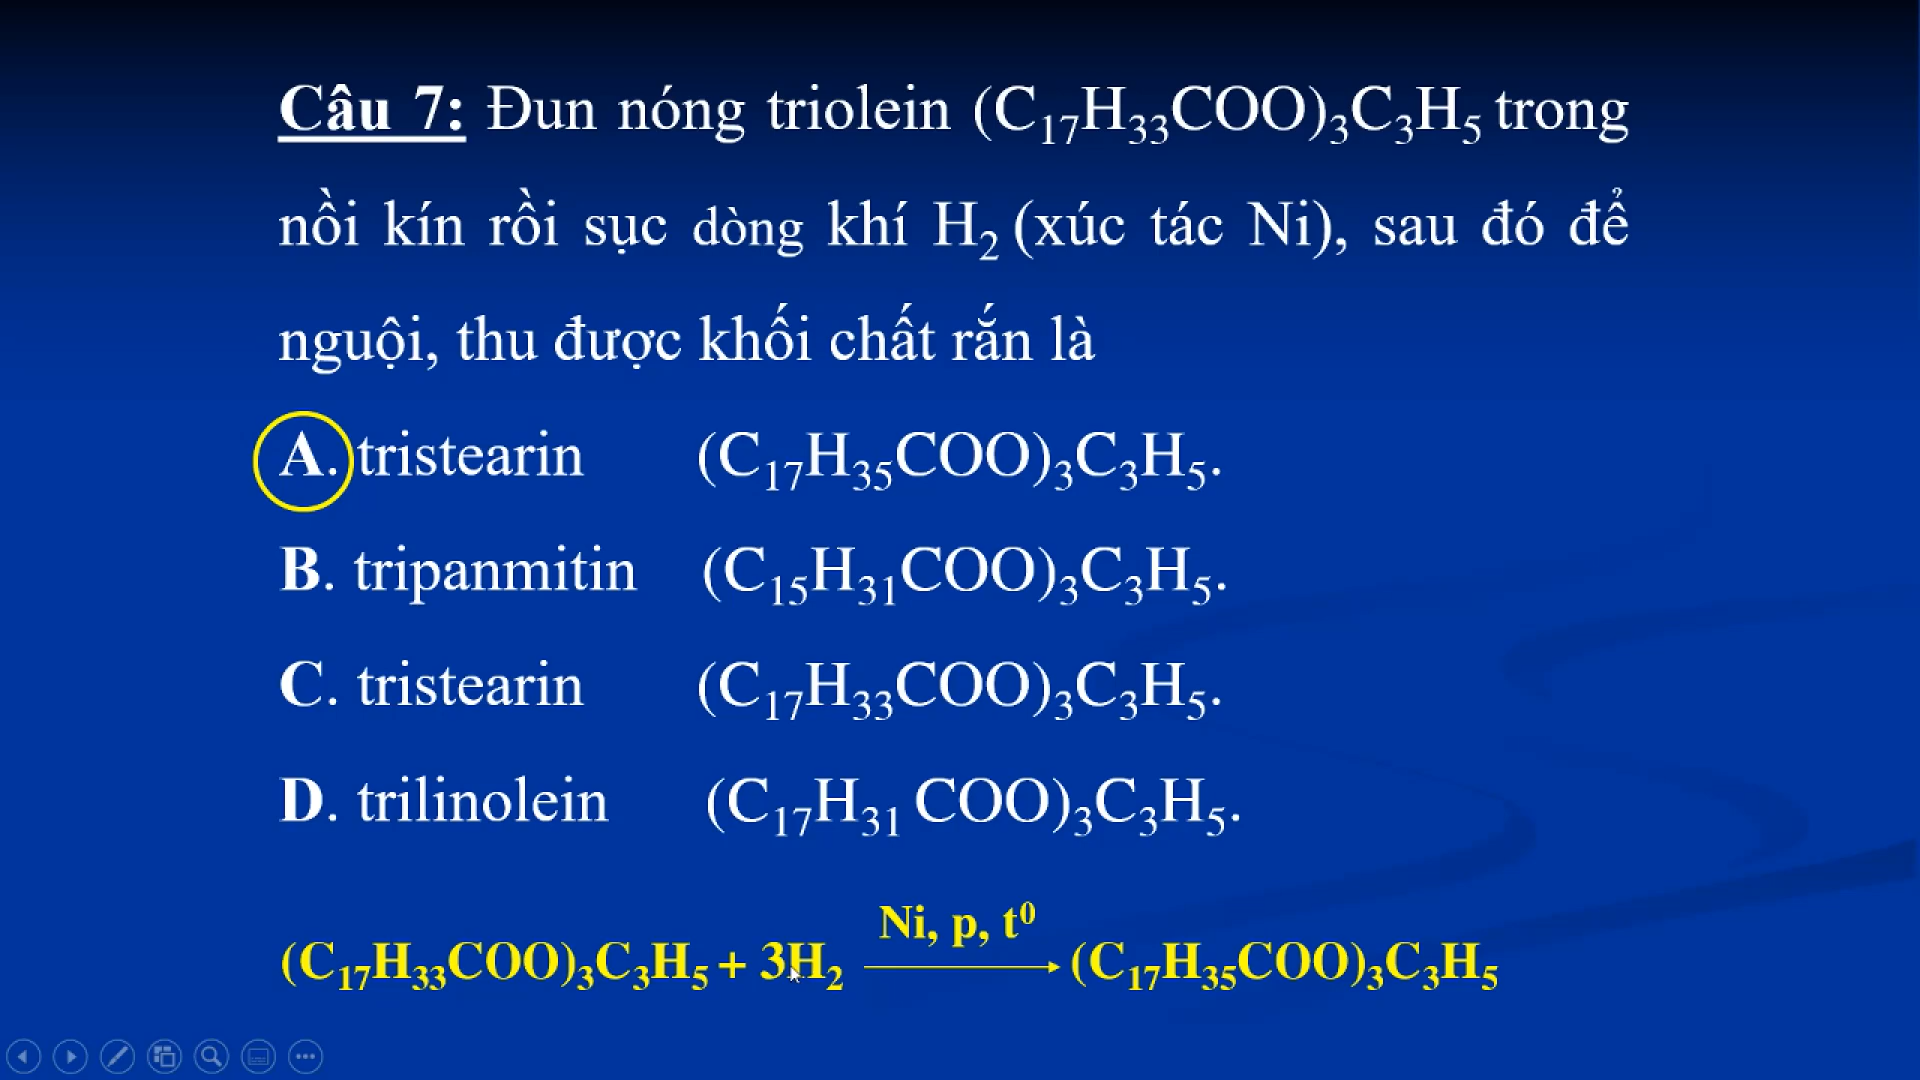 Câu 7: Đun nóng triolein (C₁₇H₃₃COO)₃C₃H₅ trong
nồi kín rồi sục dòng khí H₂ (xúc tác Ni), sau đó để
nguội, thu được khối chất rắn là
A. tristearin (C₁₇H₃₅COO)₃C₃H₅.
B. tripanmitin (C₁₅H₃₁COO)₃C₃H₅.
C. tristearin (C₁₇H₃₃COO)₃C₃H₅.
D. trilinolein (C₁₇H₃₁ COO)₃C₃H₅.
Ni, p, t⁰
(C₁₇H₃₃COO)₃C₃H₅ + 3H₂ → (C₁₇H₃₅COO)₃C₃H₅